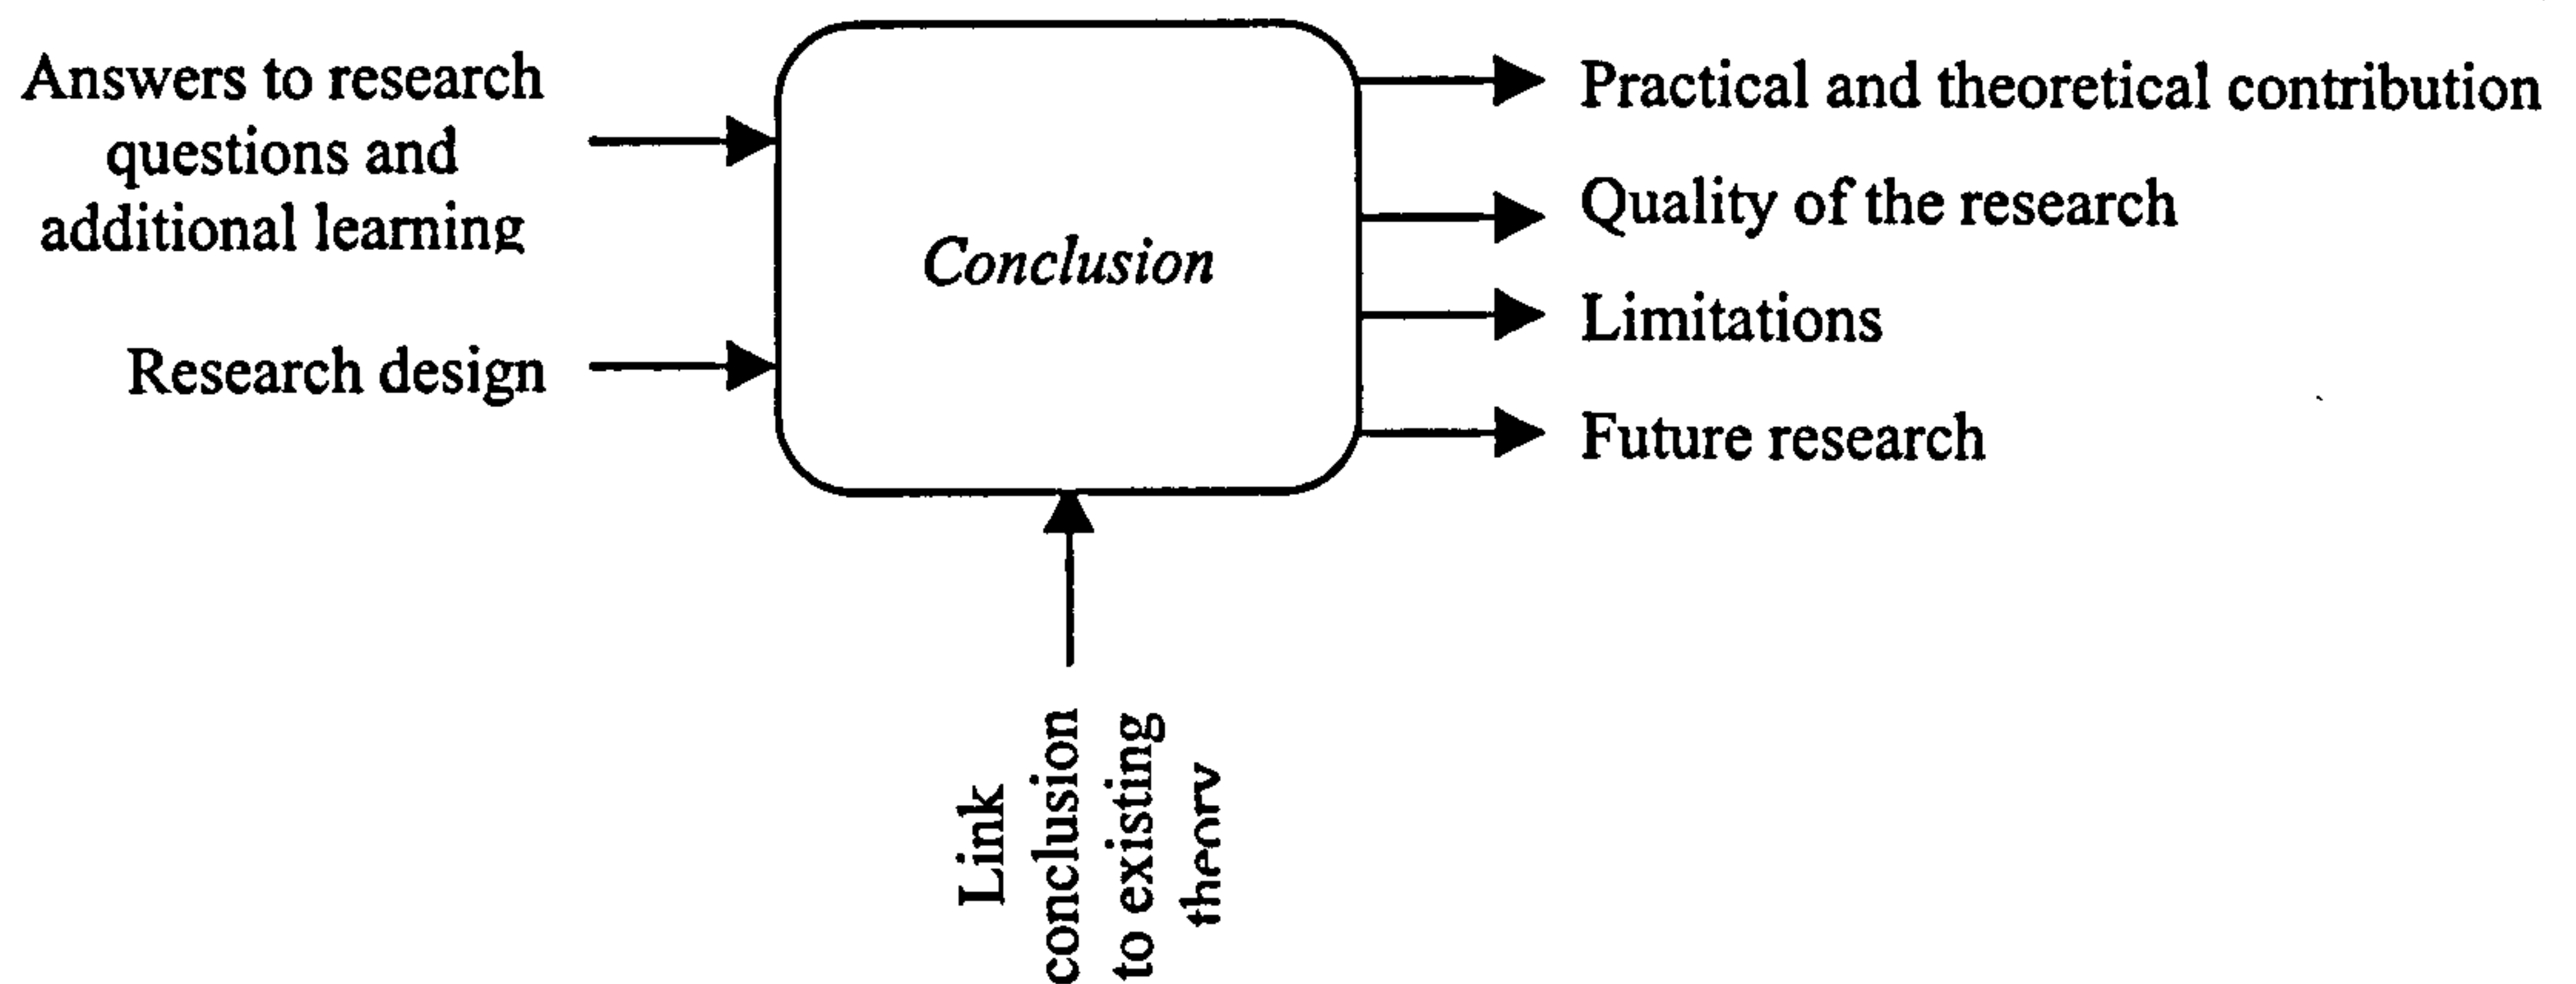 Answers to research
questions and
additional learning
Research design
Conclusion
Practical and theoretical contribution
Quality of the research
Limitations
Future research
Link
conclusion
to existing
theory